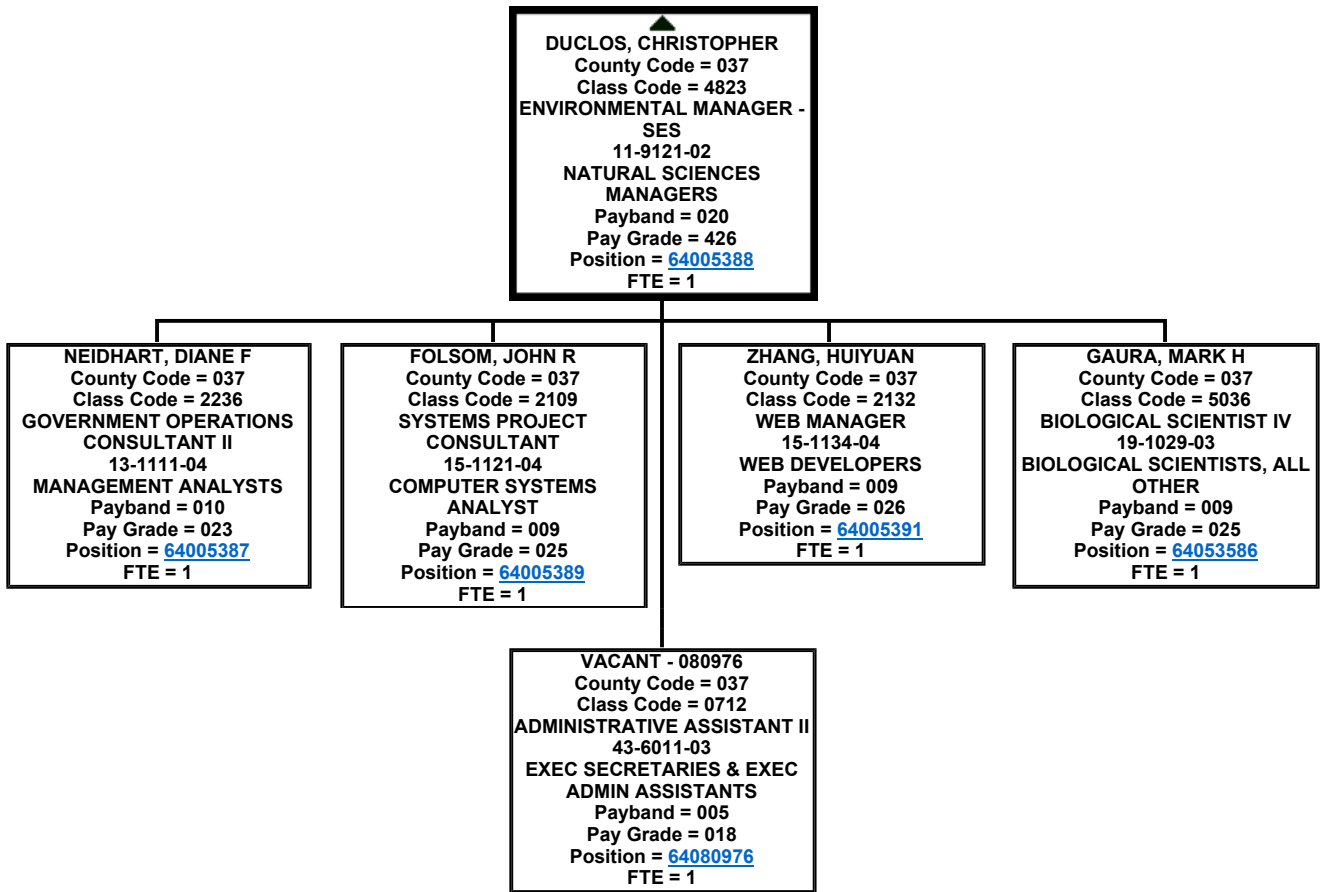 DUCLOS, CHRISTOPHER
County Code = 037
Class Code = 4823
ENVIRONMENTAL MANAGER -
SES
11-9121-02
NATURAL SCIENCES
MANAGERS
Payband = 020
Pay Grade = 426
Position = 64005388
FTE = 1
NEIDHART, DIANE F
County Code = 037
Class Code = 2236
GOVERNMENT OPERATIONS
CONSULTANT II
13-1111-04
MANAGEMENT ANALYSTS
Payband = 010
Pay Grade = 023
Position = 64005387
FTE = 1
FOLSOM, JOHN R
County Code = 037
Class Code = 2109
SYSTEMS PROJECT
CONSULTANT
15-1121-04
COMPUTER SYSTEMS
ANALYST
Payband = 009
Pay Grade = 025
Position = 64005389
FTE = 1
ZHANG, HUIYUAN
County Code = 037
Class Code = 2132
WEB MANAGER
15-1134-04
WEB DEVELOPERS
Payband = 009
Pay Grade = 026
Position = 64005391
FTE = 1
GAURA, MARK H
County Code = 037
Class Code = 5036
BIOLOGICAL SCIENTIST IV
19-1029-03
BIOLOGICAL SCIENTISTS, ALL
OTHER
Payband = 009
Pay Grade = 025
Position = 64053586
FTE = 1
VACANT - 080976
County Code = 037
Class Code = 0712
ADMINISTRATIVE ASSISTANT II
43-6011-03
EXEC SECRETARIES & EXEC
ADMIN ASSISTANTS
Payband = 005
Pay Grade = 018
Position = 64080976
FTE = 1